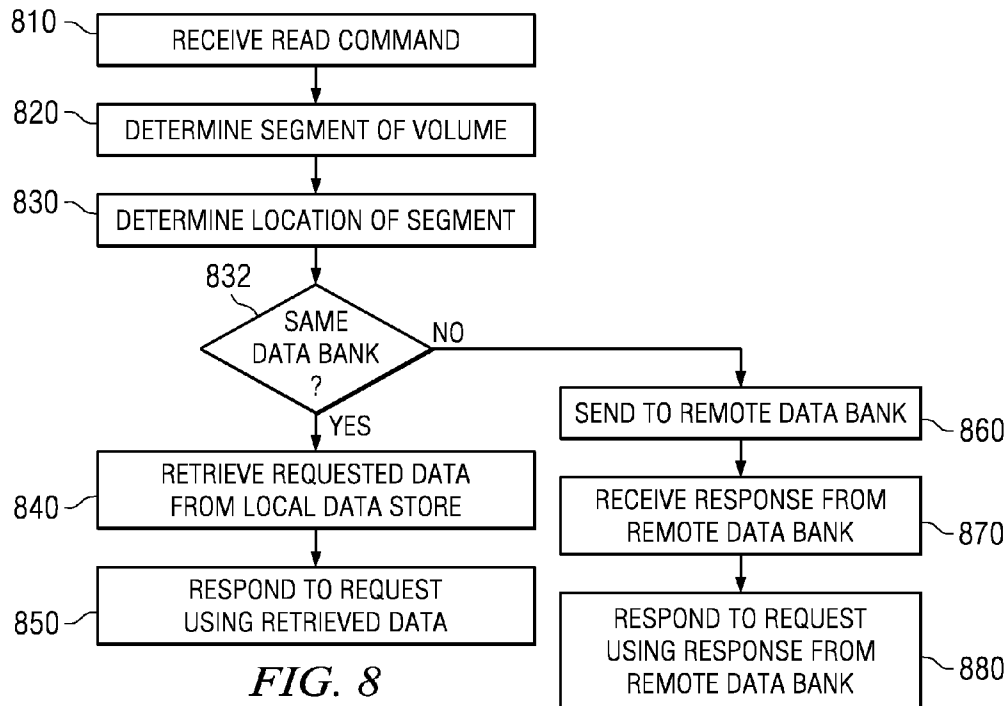 810
RECEIVE READ COMMAND
820
DETERMINE SEGMENT OF VOLUME
830
DETERMINE LOCATION OF SEGMENT
832
SAME
DATA BANK
?
NO
YES
840
RETRIEVE REQUESTED DATA
FROM LOCAL DATA STORE
850
RESPOND TO REQUEST
USING RETRIEVED DATA
SEND TO REMOTE DATA BANK
860
RECEIVE RESPONSE FROM
REMOTE DATA BANK
870
RESPOND TO REQUEST
USING RESPONSE FROM
REMOTE DATA BANK
880
FIG. 8